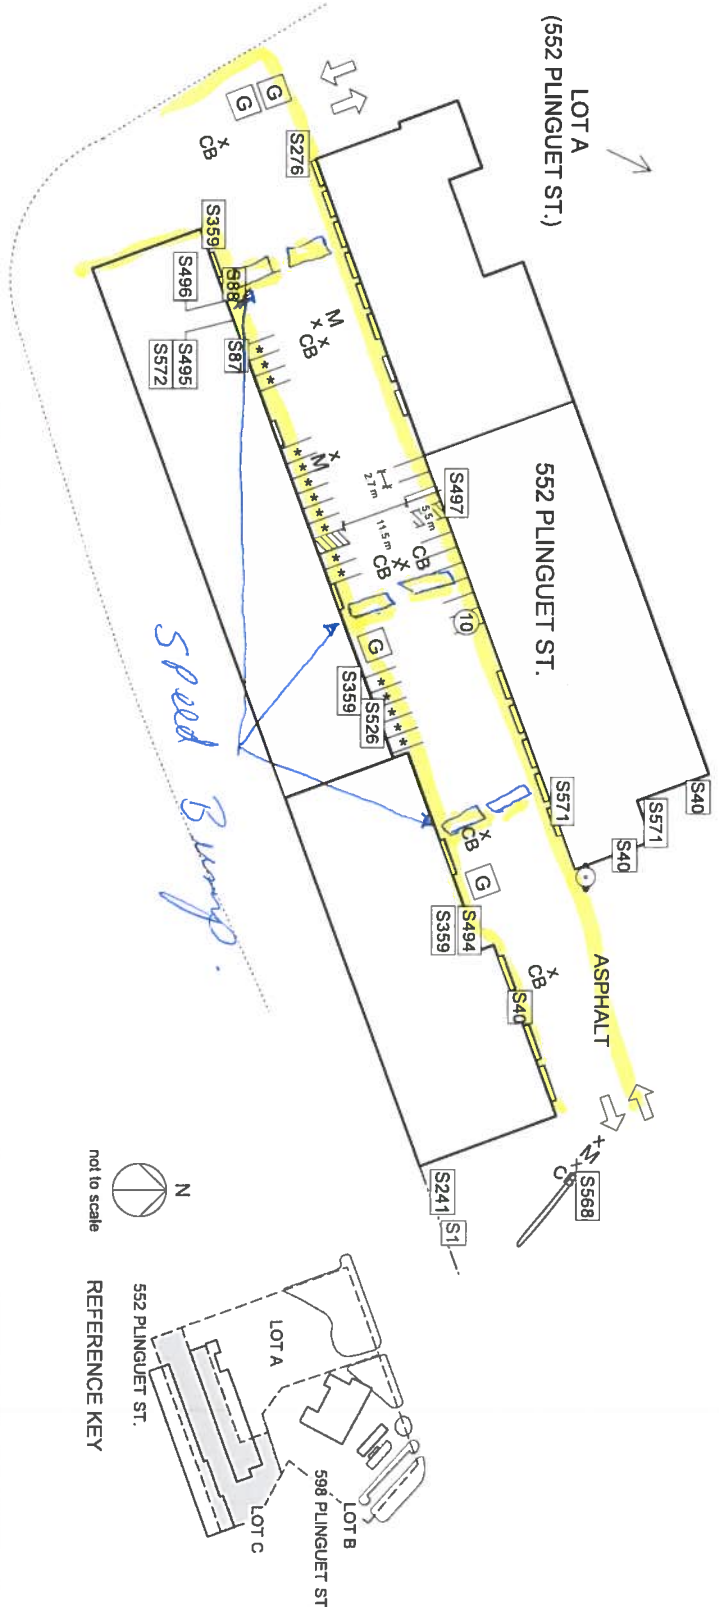 LOT A
(552 PLINGUET ST.)
G
G
CB
S276
S359
S496
S88
S495
S572
S87
M
CB
M
2.7 m
11.5 m
5.5 m
S497
CB
CB
10
552 PLINGUET ST.
G
S359
S526
Speed Bump.
S571
S40
S571
S40
CB
G
S494
S359
CB
S40
ASPHALT
M
CB
S568
S241
S1
N
not to scale
REFERENCE KEY
552 PLINGUET ST.
LOT A
LOT B
598 PLINGUET ST
LOT C